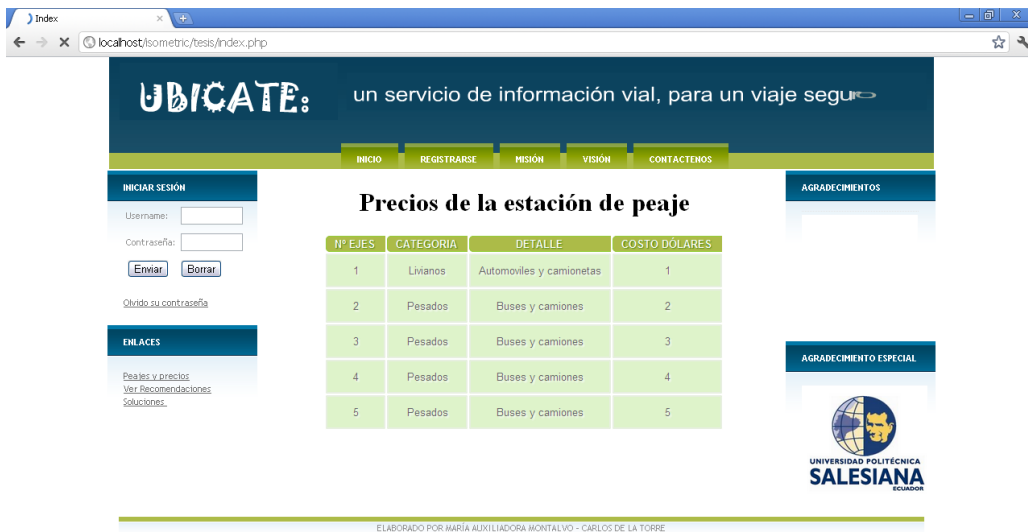 Index
localhost/isometric/tesis/index.php
UBICATE: un servicio de información vial, para un viaje seguro
INICIO REGISTRARSE MISIÓN VISIÓN CONTACTENOS
INICIAR SESIÓN
Username:
Contraseña:
Enviar Borrar
Olvido su contraseña
ENLACES
Peajes y precios
Ver Recomendaciones
Soluciones
Precios de la estación de peaje
Nº EJES CATEGORIA DETALLE COSTO DÓLARES
1 Livianos Automoviles y camionetas 1
2 Pesados Buses y camiones 2
3 Pesados Buses y camiones 3
4 Pesados Buses y camiones 4
5 Pesados Buses y camiones 5
AGRADECIMIENTOS
AGRADECIMIENTO ESPECIAL
UNIVERSIDAD POLITÉCNICA
SALESIANA
ECUADOR
ELABORADO POR MARÍA AUXILIADORA MONTALVO - CARLOS DE LA TORRE